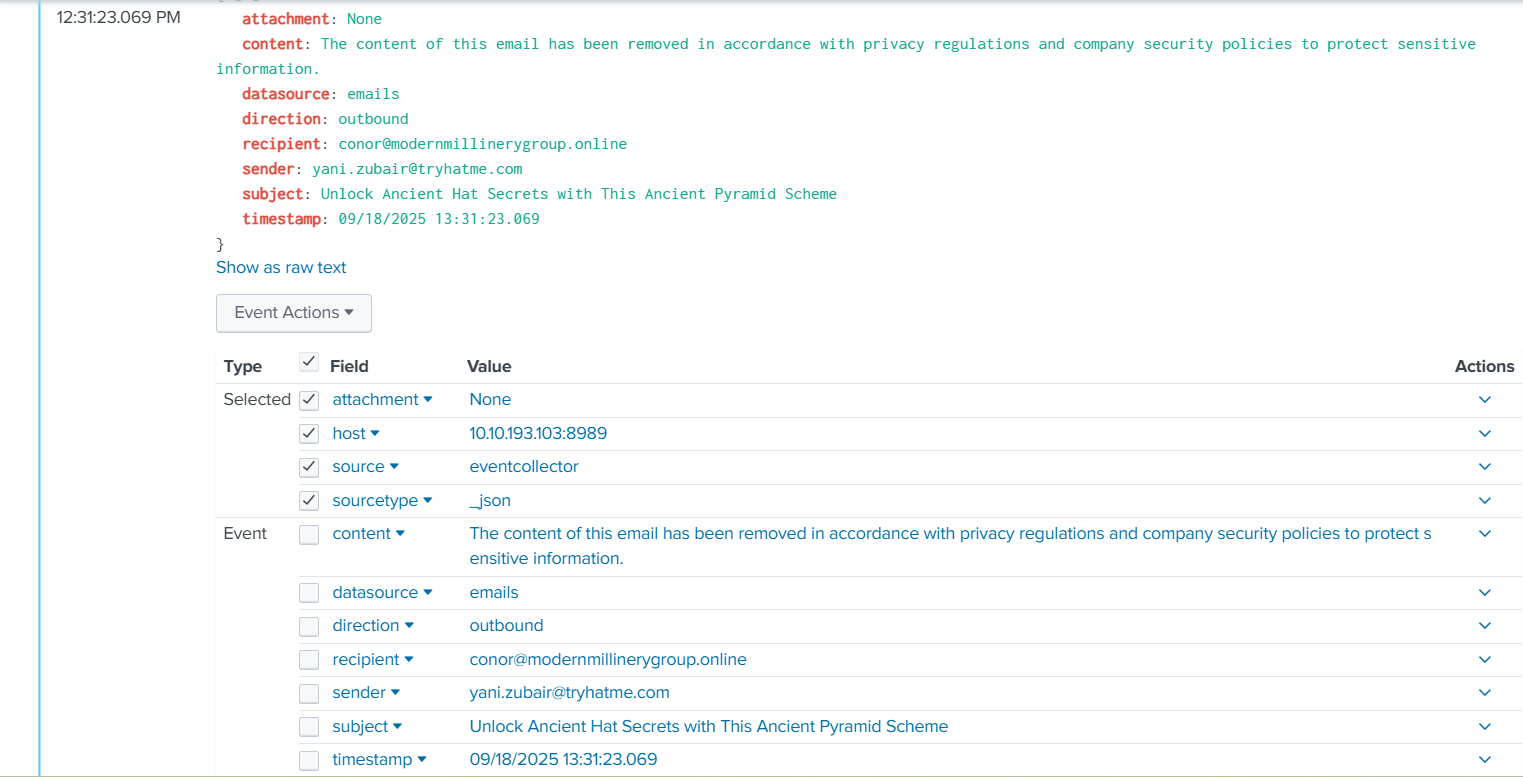 12:31:23.069 PM
attachment: None
content: The content of this email has been removed in accordance with privacy regulations and company security policies to protect sensitive
information.
datasource: emails
direction: outbound
recipient: conor@modernmillinerygroup.online
sender: yani.zubair@tryhatme.com
subject: Unlock Ancient Hat Secrets with This Ancient Pyramid Scheme
timestamp: 09/18/2025 13:31:23.069
}
Show as raw text
Event Actions
Type Field Value Actions
Selected attachment None
host 10.10.193.103:8989
source eventcollector
sourcetype _json
Event content The content of this email has been removed in accordance with privacy regulations and company security policies to protect s
ensitive information.
datasource emails
direction outbound
recipient conor@modernmillinerygroup.online
sender yani.zubair@tryhatme.com
subject Unlock Ancient Hat Secrets with This Ancient Pyramid Scheme
timestamp 09/18/2025 13:31:23.069